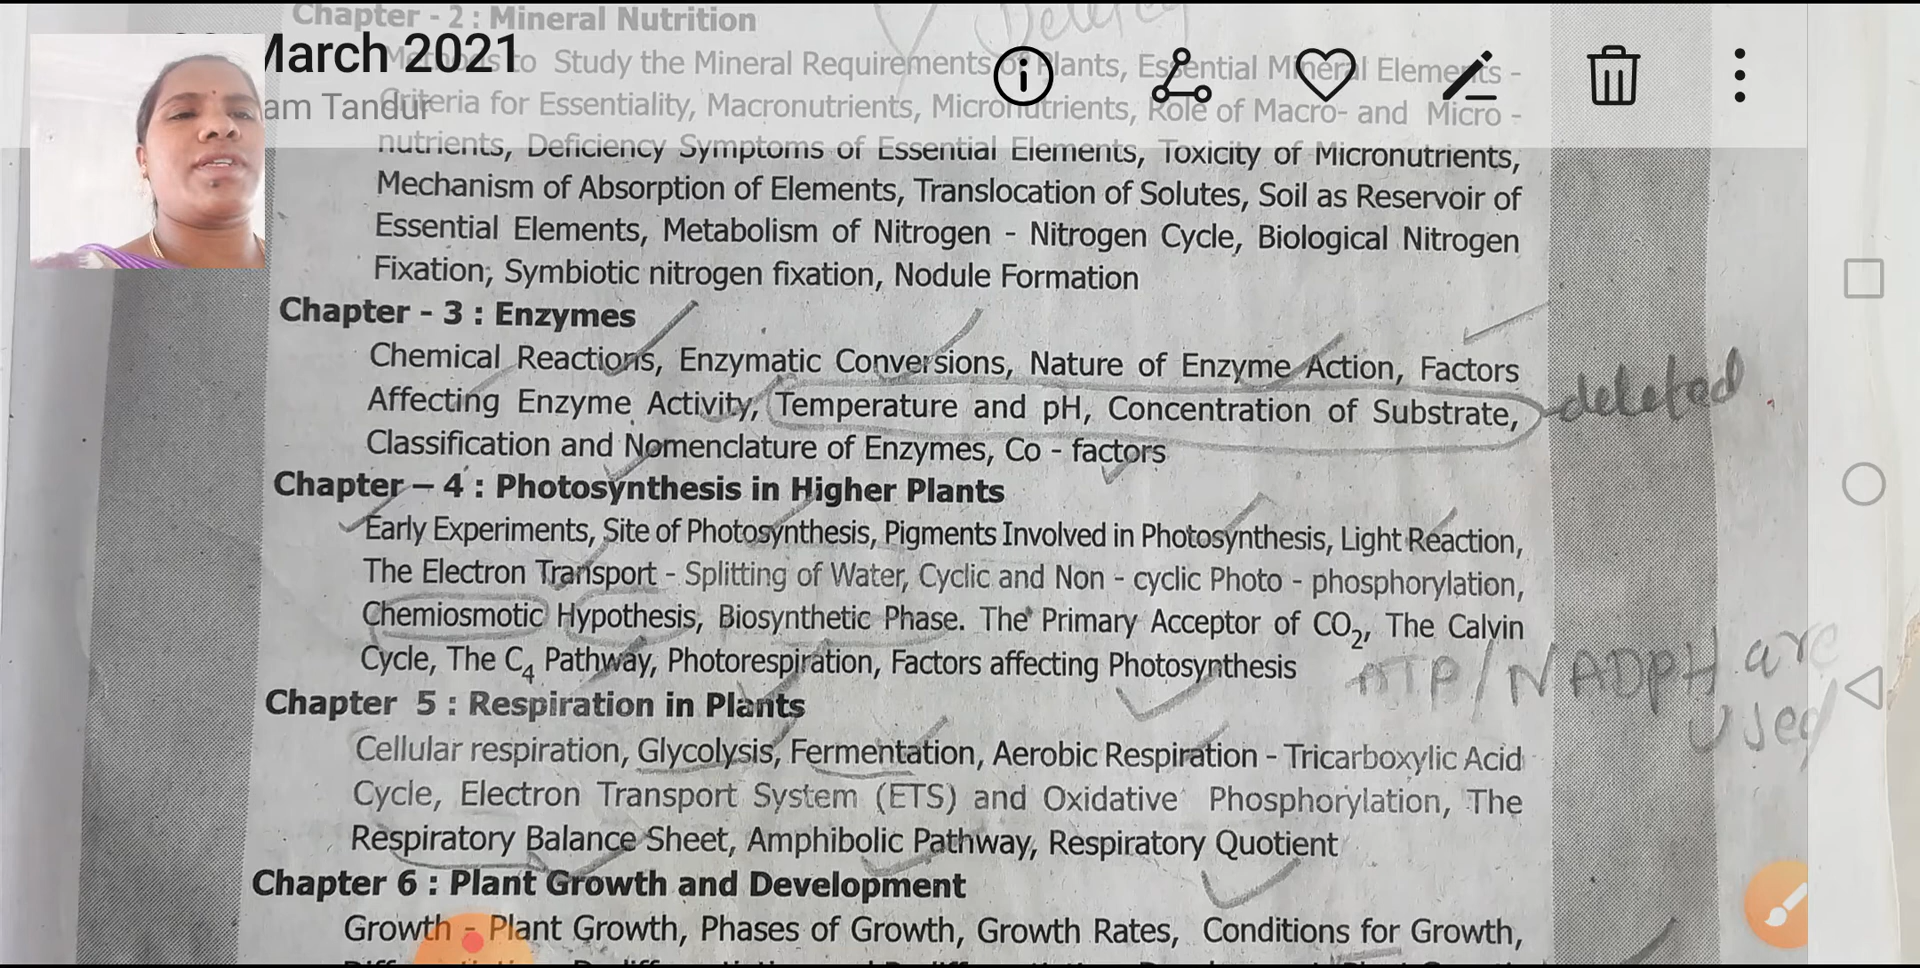 Chapter - 2 : Mineral Nutrition
March 2021
to Study the Mineral Requirements of Plants, Essential Mineral Elements -
am Tandur
Criteria for Essentiality, Macronutrients, Micronutrients, Role of Macro- and Micro -
nutrients, Deficiency Symptoms of Essential Elements, Toxicity of Micronutrients,
Mechanism of Absorption of Elements, Translocation of Solutes, Soil as Reservoir of
Essential Elements, Metabolism of Nitrogen - Nitrogen Cycle, Biological Nitrogen
Fixation, Symbiotic nitrogen fixation, Nodule Formation
Chapter - 3 : Enzymes
Chemical Reactions, Enzymatic Conversions, Nature of Enzyme Action, Factors
Affecting Enzyme Activity, Temperature and pH, Concentration of Substrate,
deleted
Classification and Nomenclature of Enzymes, Co - factors
Chapter – 4 : Photosynthesis in Higher Plants
Early Experiments, Site of Photosynthesis, Pigments Involved in Photosynthesis, Light Reaction,
The Electron Transport - Splitting of Water, Cyclic and Non - cyclic Photo - phosphorylation,
Chemiosmotic Hypothesis, Biosynthetic Phase. The Primary Acceptor of CO2, The Calvin
Cycle, The C4 Pathway, Photorespiration, Factors affecting Photosynthesis
ATP/NADPH are
used
Chapter 5 : Respiration in Plants
Cellular respiration, Glycolysis, Fermentation, Aerobic Respiration - Tricarboxylic Acid
Cycle, Electron Transport System (ETS) and Oxidative Phosphorylation, The
Respiratory Balance Sheet, Amphibolic Pathway, Respiratory Quotient
Chapter 6 : Plant Growth and Development
Growth - Plant Growth, Phases of Growth, Growth Rates, Conditions for Growth,